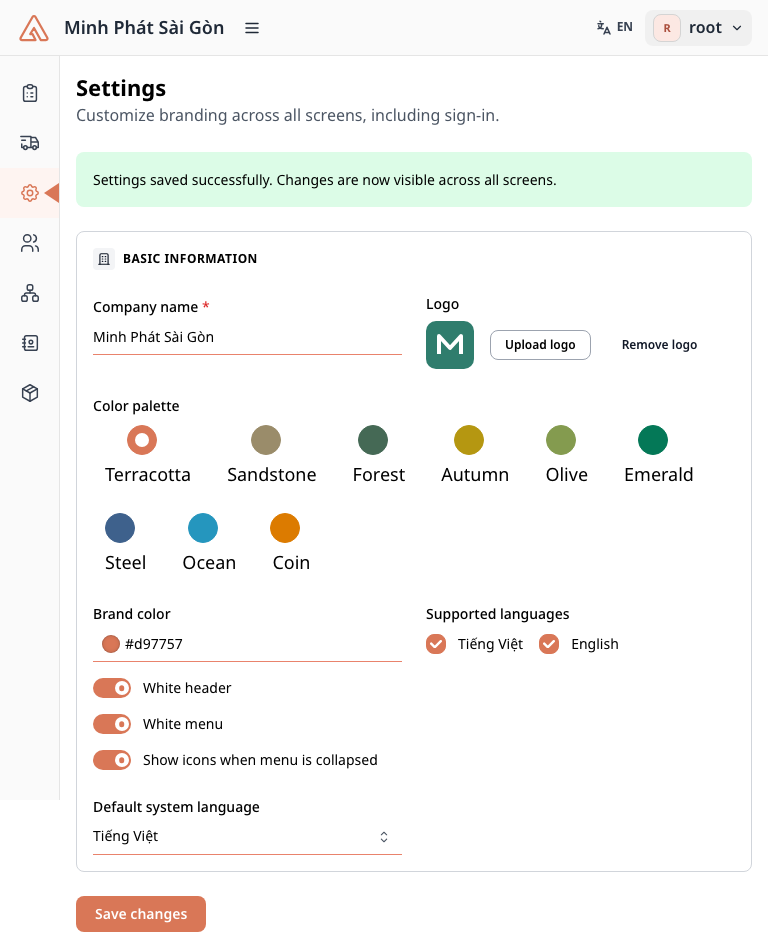 Minh Phát Sài Gòn
EN
R
root
Settings
Customize branding across all screens, including sign-in.
Settings saved successfully. Changes are now visible across all screens.
BASIC INFORMATION
Company name *
Minh Phát Sài Gòn
Logo
M
Upload logo
Remove logo
Color palette
Terracotta
Sandstone
Forest
Autumn
Olive
Emerald
Steel
Ocean
Coin
Brand color
#d97757
Supported languages
Tiếng Việt
English
White header
White menu
Show icons when menu is collapsed
Default system language
Tiếng Việt
Save changes